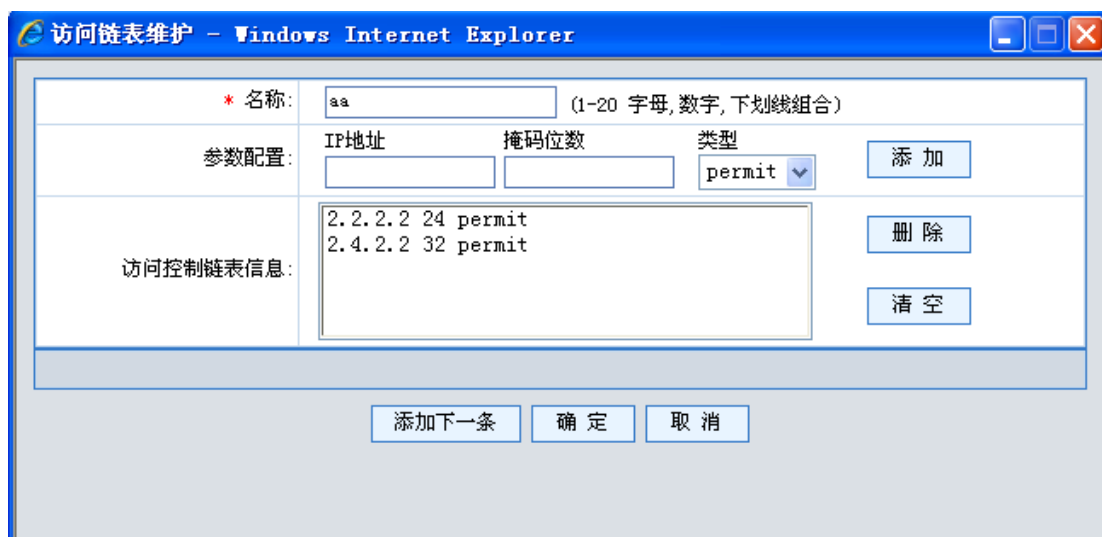 访问链表维护 - Windows Internet Explorer
* 名称: aa (1-20 字母,数字,下划线组合)
IP地址 掩码位数 类型
参数配置: permit 添 加
2.2.2.2 24 permit
2.4.2.2 32 permit
删 除
访问控制链表信息:
清 空
添加下一条 确 定 取 消